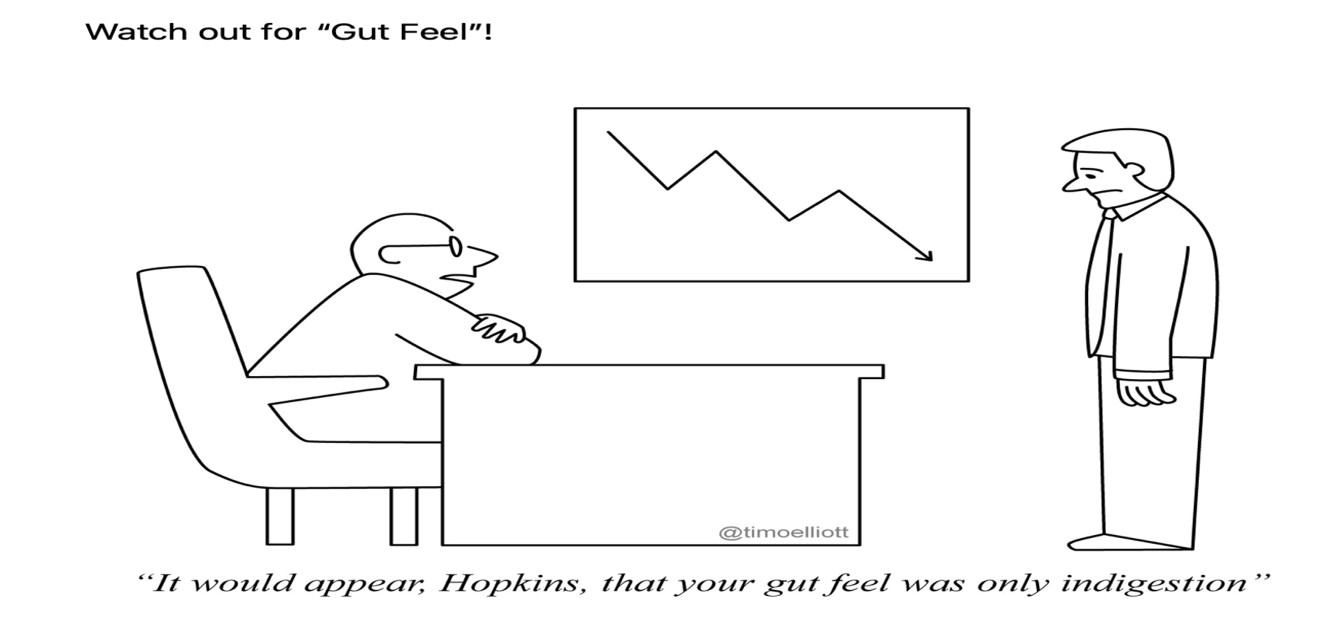 Watch out for “Gut Feel”!
@timoelliott
“It would appear, Hopkins, that your gut feel was only indigestion”